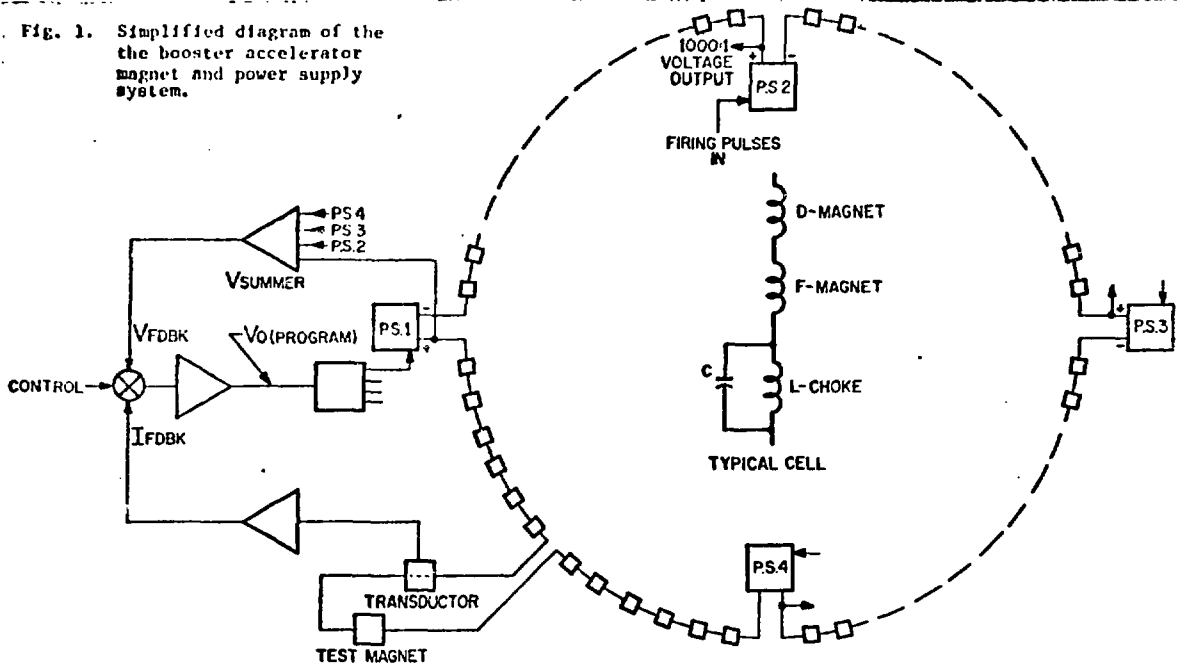 Fig. 1. Simplified diagram of the
the booster accelerator
magnet and power supply
system.
1000:1
VOLTAGE
OUTPUT
+ -
P.S.2
FIRING PULSES
IN
D-MAGNET
F-MAGNET
C
L-CHOKE
TYPICAL CELL
PS4
PS3
P.S.2
VSUMMER
P.S.1
-
+
VFDBK
VO(PROGRAM)
CONTROL
IFDBK
+
P.S.3
-
P.S.4
TRANSDUCTOR
TEST MAGNET